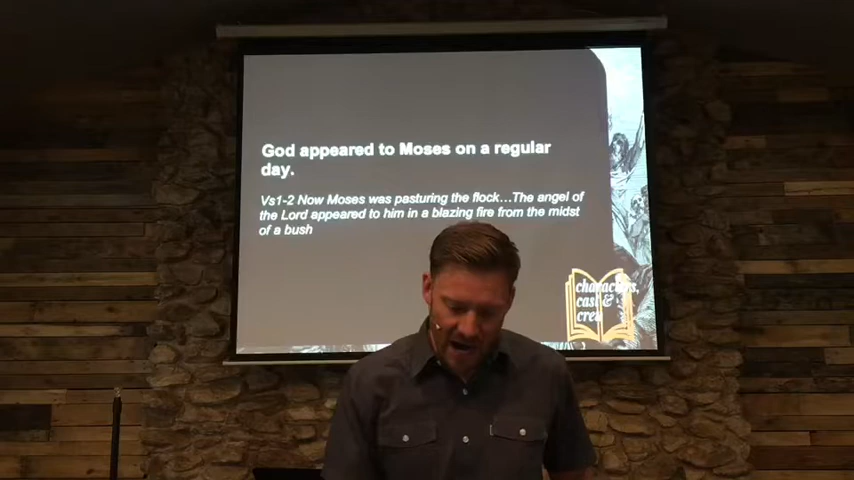 God appeared to Moses on a regular
day.
Vs1-2 Now Moses was pasturing the flock…The angel of
the Lord appeared to him in a blazing fire from the midst
of a bush
characters,
cast &
crew